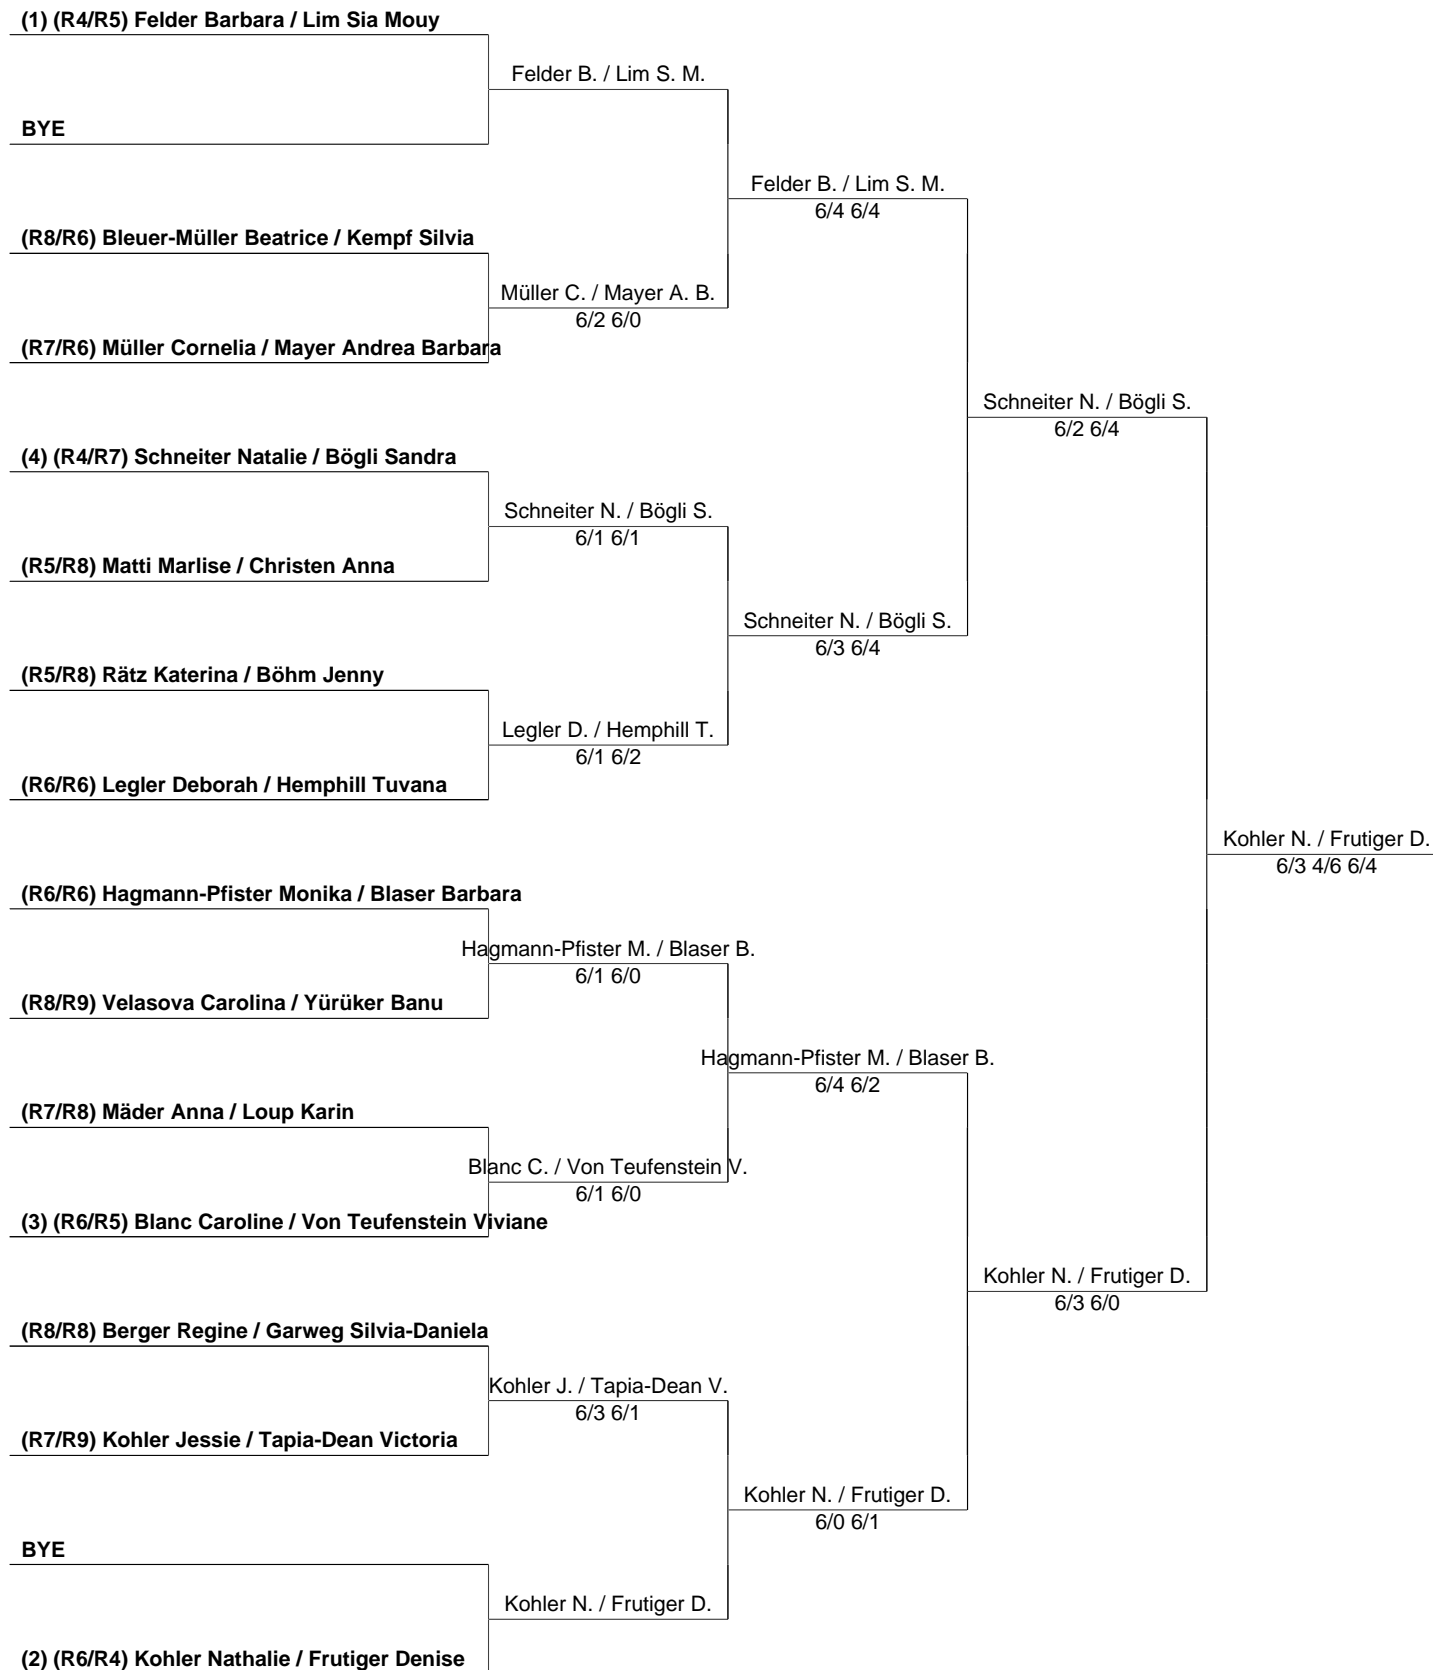 (1) (R4/R5) Felder Barbara / Lim Sia Mouy
Felder B. / Lim S. M.
BYE
Felder B. / Lim S. M.
6/4 6/4
(R8/R6) Bleuer-Müller Beatrice / Kempf Silvia
Müller C. / Mayer A. B.
6/2 6/0
(R7/R6) Müller Cornelia / Mayer Andrea Barbara
Schneiter N. / Bögli S.
6/2 6/4
(4) (R4/R7) Schneiter Natalie / Bögli Sandra
Schneiter N. / Bögli S.
6/1 6/1
(R5/R8) Matti Marlise / Christen Anna
Schneiter N. / Bögli S.
6/3 6/4
(R5/R8) Rätz Katerina / Böhm Jenny
Legler D. / Hemphill T.
6/1 6/2
(R6/R6) Legler Deborah / Hemphill Tuvana
Kohler N. / Frutiger D.
6/3 4/6 6/4
(R6/R6) Hagmann-Pfister Monika / Blaser Barbara
Hagmann-Pfister M. / Blaser B.
6/1 6/0
(R8/R9) Velasova Carolina / Yürüker Banu
Hagmann-Pfister M. / Blaser B.
6/4 6/2
(R7/R8) Mäder Anna / Loup Karin
Blanc C. / Von Teufenstein V.
6/1 6/0
(3) (R6/R5) Blanc Caroline / Von Teufenstein Viviane
Kohler N. / Frutiger D.
6/3 6/0
(R8/R8) Berger Regine / Garweg Silvia-Daniela
Kohler J. / Tapia-Dean V.
6/3 6/1
(R7/R9) Kohler Jessie / Tapia-Dean Victoria
Kohler N. / Frutiger D.
6/0 6/1
BYE
Kohler N. / Frutiger D.
(2) (R6/R4) Kohler Nathalie / Frutiger Denise